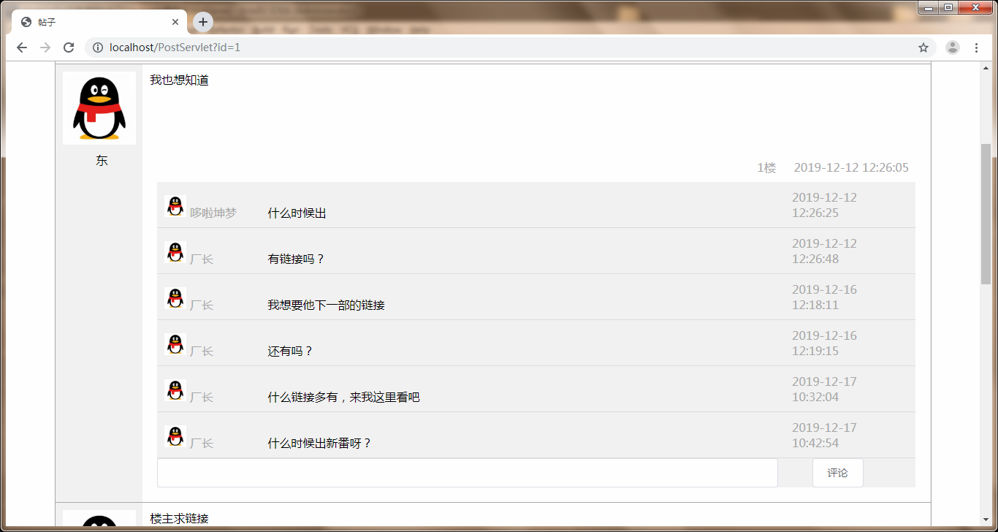 帖子
localhost/PostServlet?id=1
我也想知道
东
1楼 2019-12-12 12:26:05
哆啦坤梦 什么时候出 2019-12-12
12:26:25
厂长 有链接吗？ 2019-12-12
12:26:48
厂长 我想要他下一部的链接 2019-12-16
12:18:11
厂长 还有吗？ 2019-12-16
12:19:15
厂长 什么链接多有，来我这里看吧 2019-12-17
10:32:04
厂长 什么时候出新番呀？ 2019-12-17
10:42:54
评论
楼主求链接